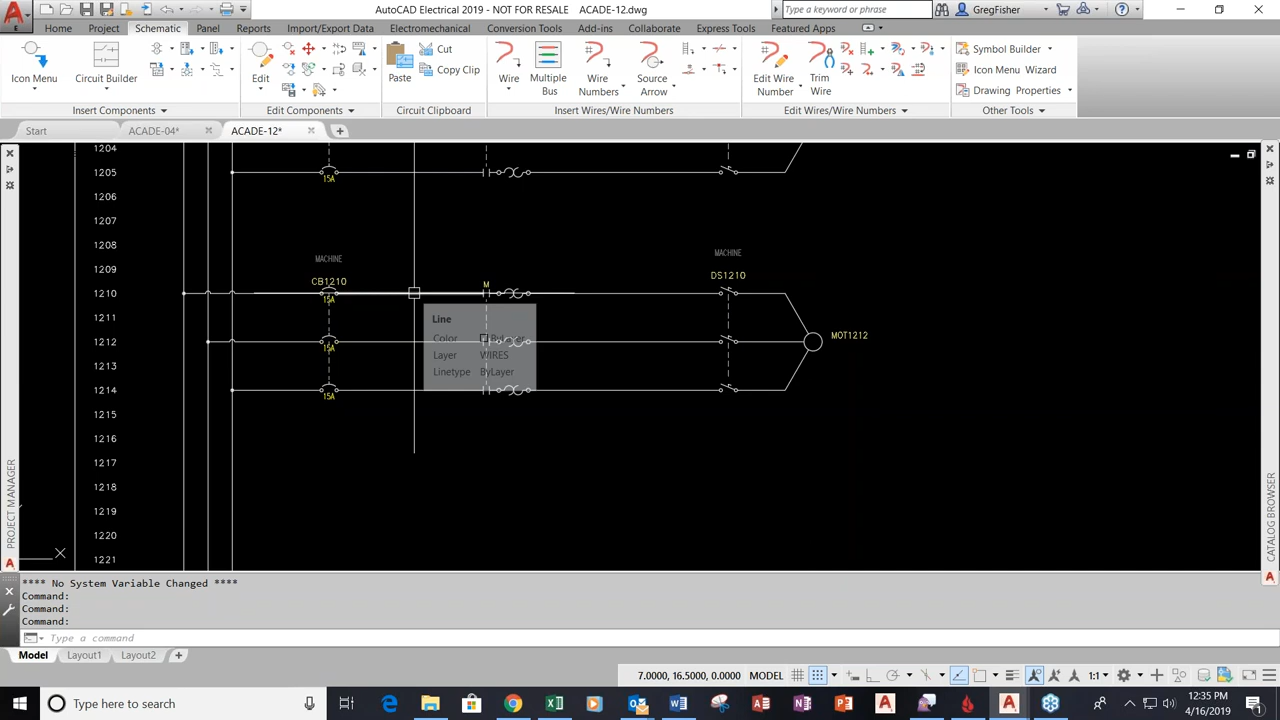 AutoCAD Electrical 2019 - NOT FOR RESALE ACADE-12.dwg
Type a keyword or phrase
GregFisher
Home Project Schematic Panel Reports Import/Export Data Electromechanical Conversion Tools Add-ins Collaborate Express Tools Featured Apps
Icon Menu
Circuit Builder
Edit
Paste
Cut
Copy Clip
Wire
Multiple Bus
Wire Numbers
Source Arrow
Edit Wire Number
Trim Wire
Symbol Builder
Icon Menu Wizard
Drawing Properties
Insert Components
Edit Components
Circuit Clipboard
Insert Wires/Wire Numbers
Edit Wires/Wire Numbers
Other Tools
Start
ACADE-04*
ACADE-12*
1204
1205
15A
1206
1207
1208
MACHINE
MACHINE
1209
CB1210
M
DS1210
1210
15A
1211
Line
Color
Layer WIRES
Linetype ByLayer
1212
15A
MOT1212
1213
1214
15A
1215
1216
1217
1218
1219
1220
1221
PROJECT MANAGER
CATALOG BROWSER
**** No System Variable Changed ****
Command:
Command:
Command:
Type a command
Model Layout1 Layout2
7.0000, 16.5000, 0.0000 MODEL
1:1
Type here to search
12:35 PM
4/16/2019